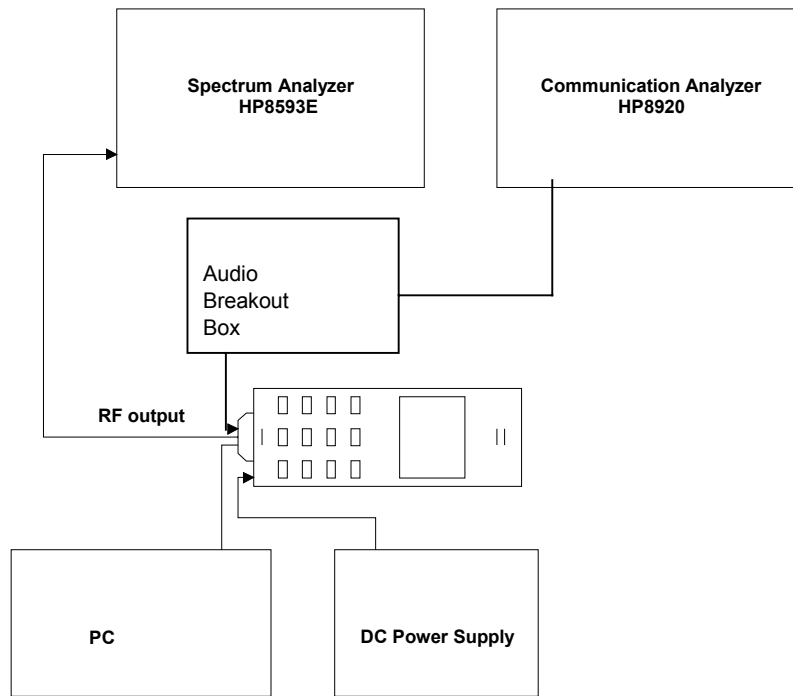 Spectrum Analyzer
HP8593E
Communication Analyzer
HP8920
Audio
Breakout
Box
RF output
PC
DC Power Supply